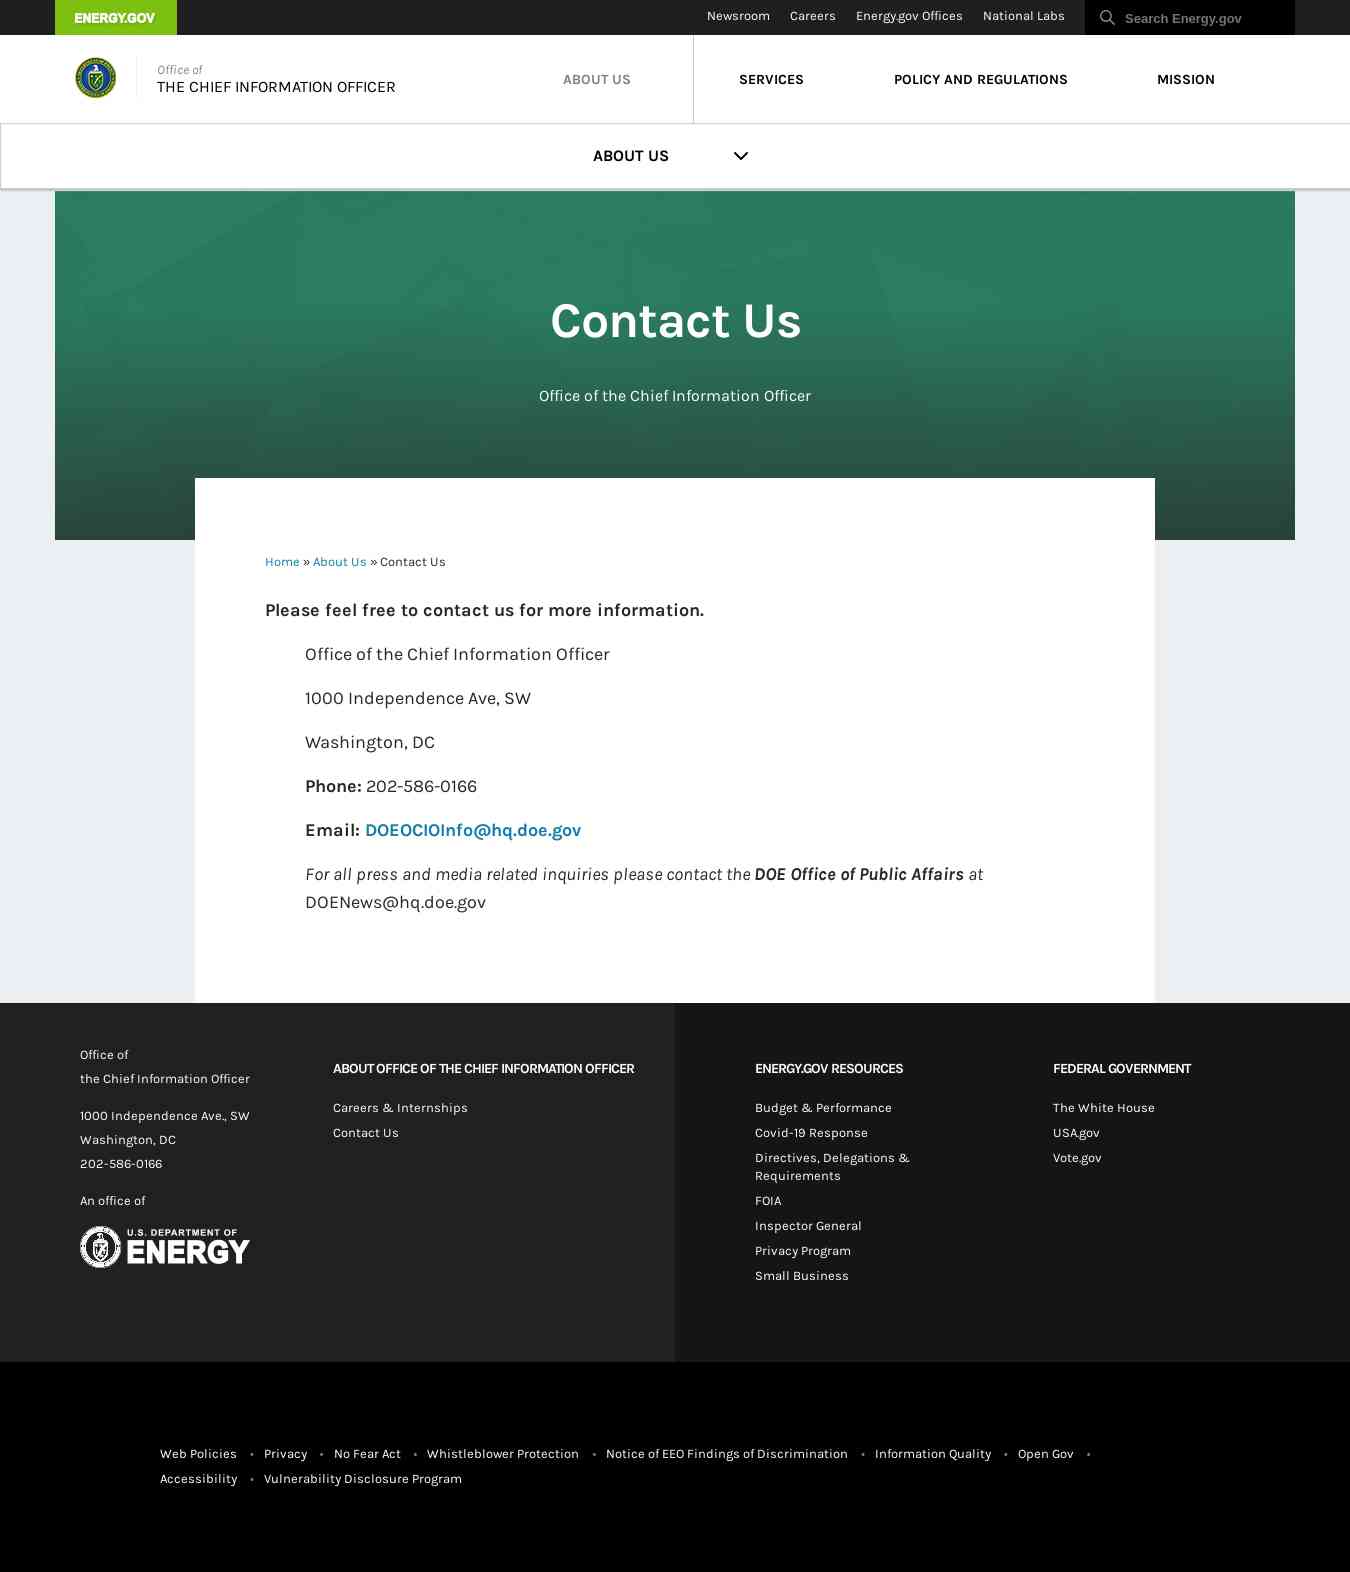 ENERGY.GOV
Newsroom Careers Energy.gov Offices National Labs Search Energy.gov
Office of
THE CHIEF INFORMATION OFFICER
ABOUT US SERVICES POLICY AND REGULATIONS MISSION
ABOUT US
Contact Us
Office of the Chief Information Officer
Home » About Us » Contact Us
Please feel free to contact us for more information.
Office of the Chief Information Officer
1000 Independence Ave, SW
Washington, DC
Phone: 202-586-0166
Email: DOEOCIOInfo@hq.doe.gov
For all press and media related inquiries please contact the DOE Office of Public Affairs at
DOENews@hq.doe.gov
Office of
the Chief Information Officer
1000 Independence Ave., SW
Washington, DC
202-586-0166
An office of
U.S. DEPARTMENT OF
ENERGY
ABOUT OFFICE OF THE CHIEF INFORMATION OFFICER
Careers & Internships
Contact Us
ENERGY.GOV RESOURCES
Budget & Performance
Covid-19 Response
Directives, Delegations &
Requirements
FOIA
Inspector General
Privacy Program
Small Business
FEDERAL GOVERNMENT
The White House
USA.gov
Vote.gov
Web Policies • Privacy • No Fear Act • Whistleblower Protection • Notice of EEO Findings of Discrimination • Information Quality • Open Gov •
Accessibility • Vulnerability Disclosure Program